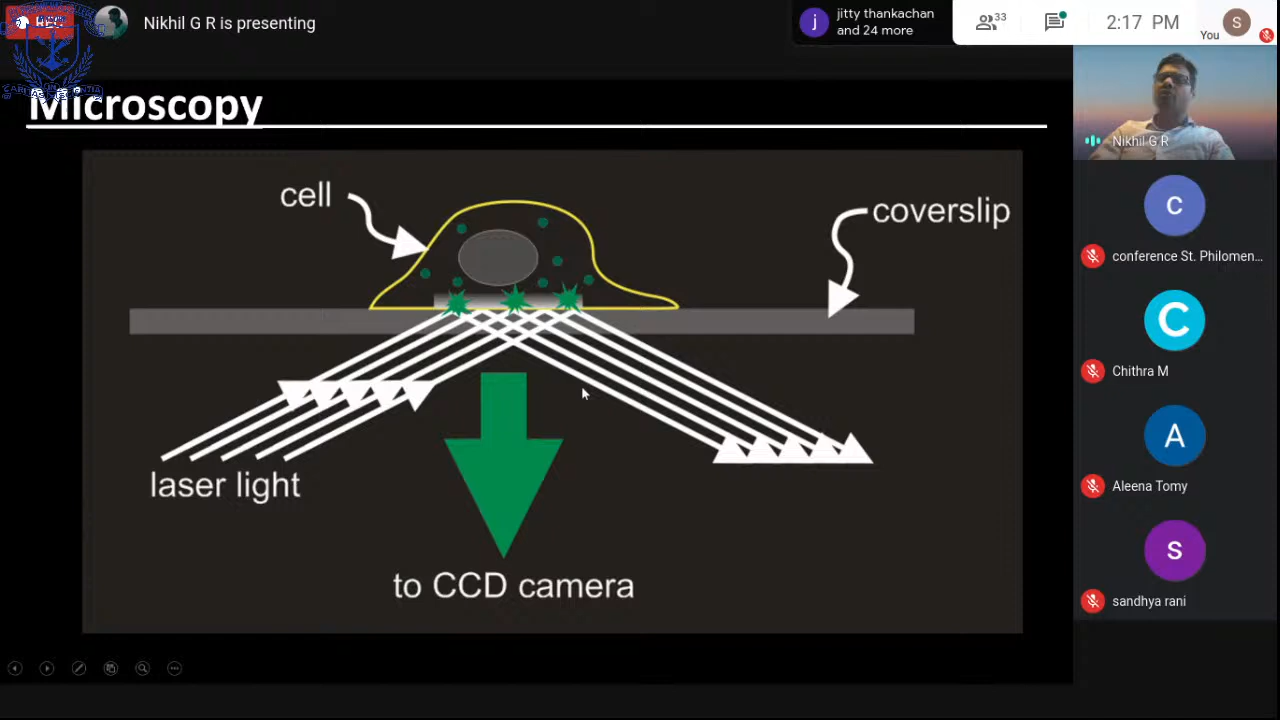 Nikhil G R is presenting
jitty thankachan
and 24 more
33
2:17 PM
You
Microscopy
cell
coverslip
laser light
to CCD camera
Nikhil G R
conference St. Philomen...
Chithra M
Aleena Tomy
sandhya rani
j
S
C
C
A
S